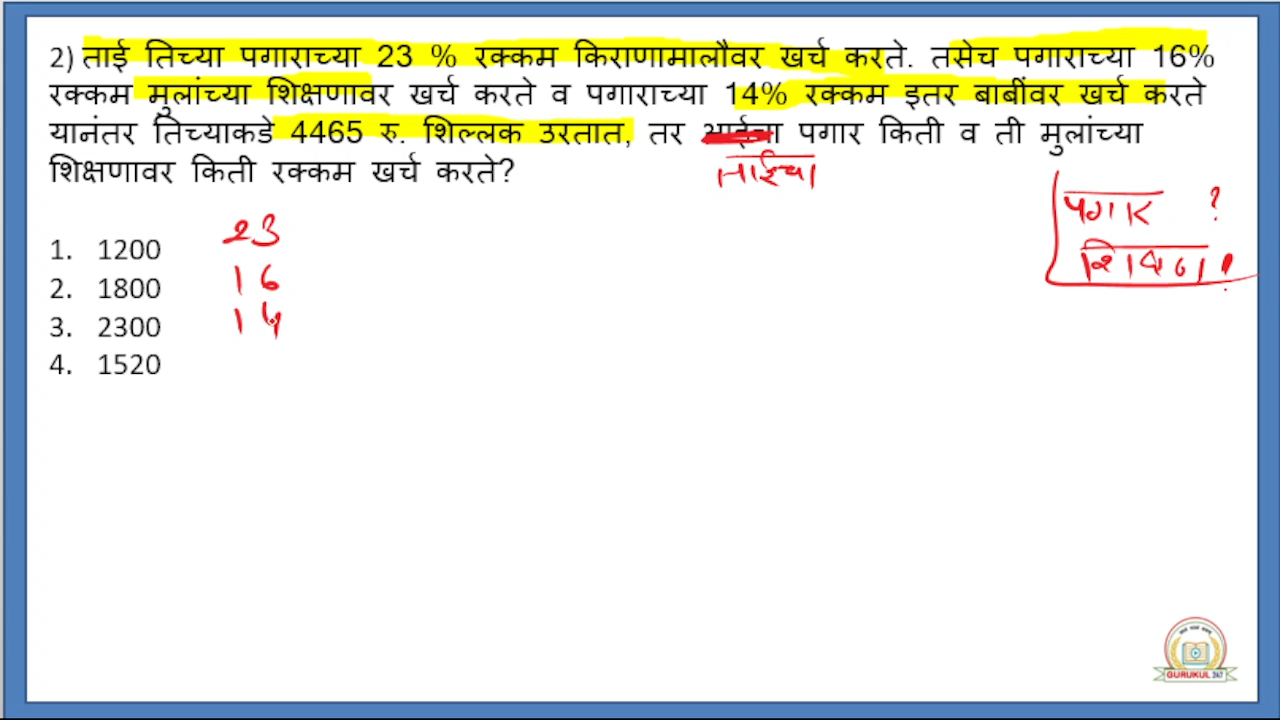 2) ताई तिच्या पगाराच्या 23 % रक्कम किराणामालौवर खर्च करते. तसेच पगाराच्या 16%
रक्कम मुलांच्या शिक्षणावर खर्च करते व पगाराच्या 14% रक्कम इतर बाबींवर खर्च करते
यानंतर तिच्याकडे 4465 रु. शिल्लक उरतात, तर आईचा पगार किती व ती मुलांच्या
ताईचा
शिक्षणावर किती रक्कम खर्च करते?
पगार ?
शिक्षण ?
1. 1200
23
2. 1800
16
3. 2300
14
4. 1520
GURUKUL 247